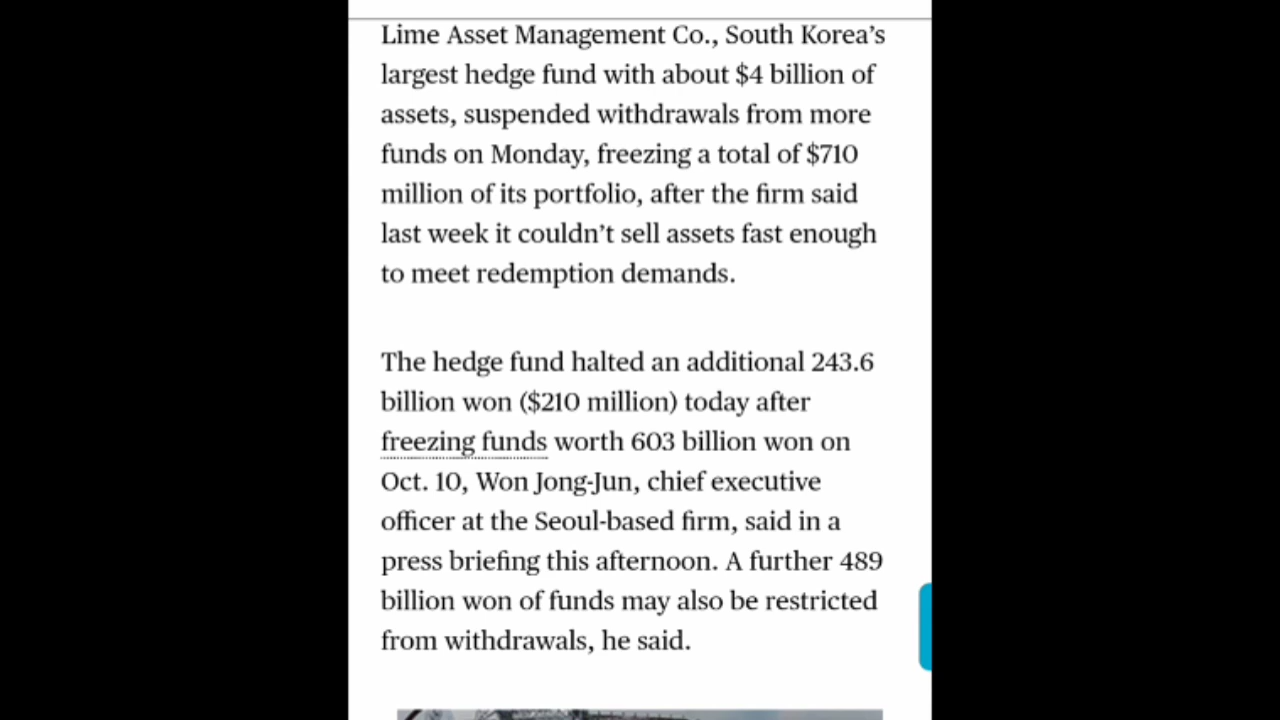 Lime Asset Management Co., South Korea’s
largest hedge fund with about $4 billion of
assets, suspended withdrawals from more
funds on Monday, freezing a total of $710
million of its portfolio, after the firm said
last week it couldn’t sell assets fast enough
to meet redemption demands.
The hedge fund halted an additional 243.6
billion won ($210 million) today after
freezing funds worth 603 billion won on
Oct. 10, Won Jong-Jun, chief executive
officer at the Seoul-based firm, said in a
press briefing this afternoon. A further 489
billion won of funds may also be restricted
from withdrawals, he said.